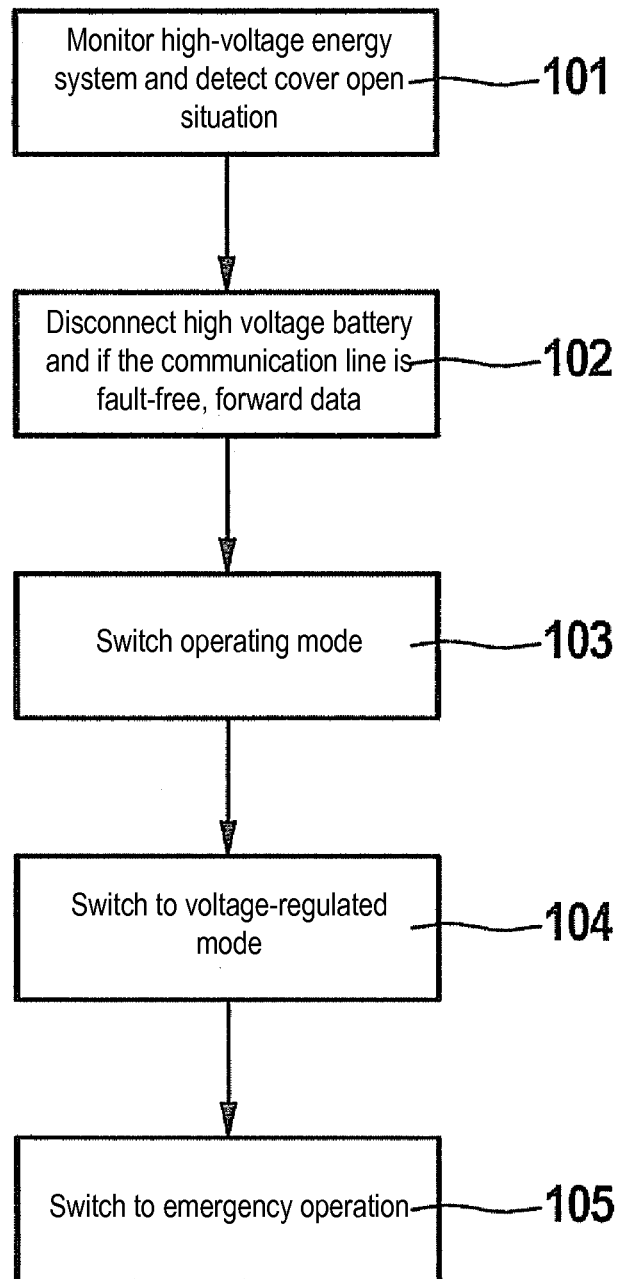 Monitor high-voltage energy
system and detect cover open
situation
101
Disconnect high voltage battery
and if the communication line is
fault-free, forward data
102
Switch operating mode
103
Switch to voltage-regulated
mode
104
Switch to emergency operation
105